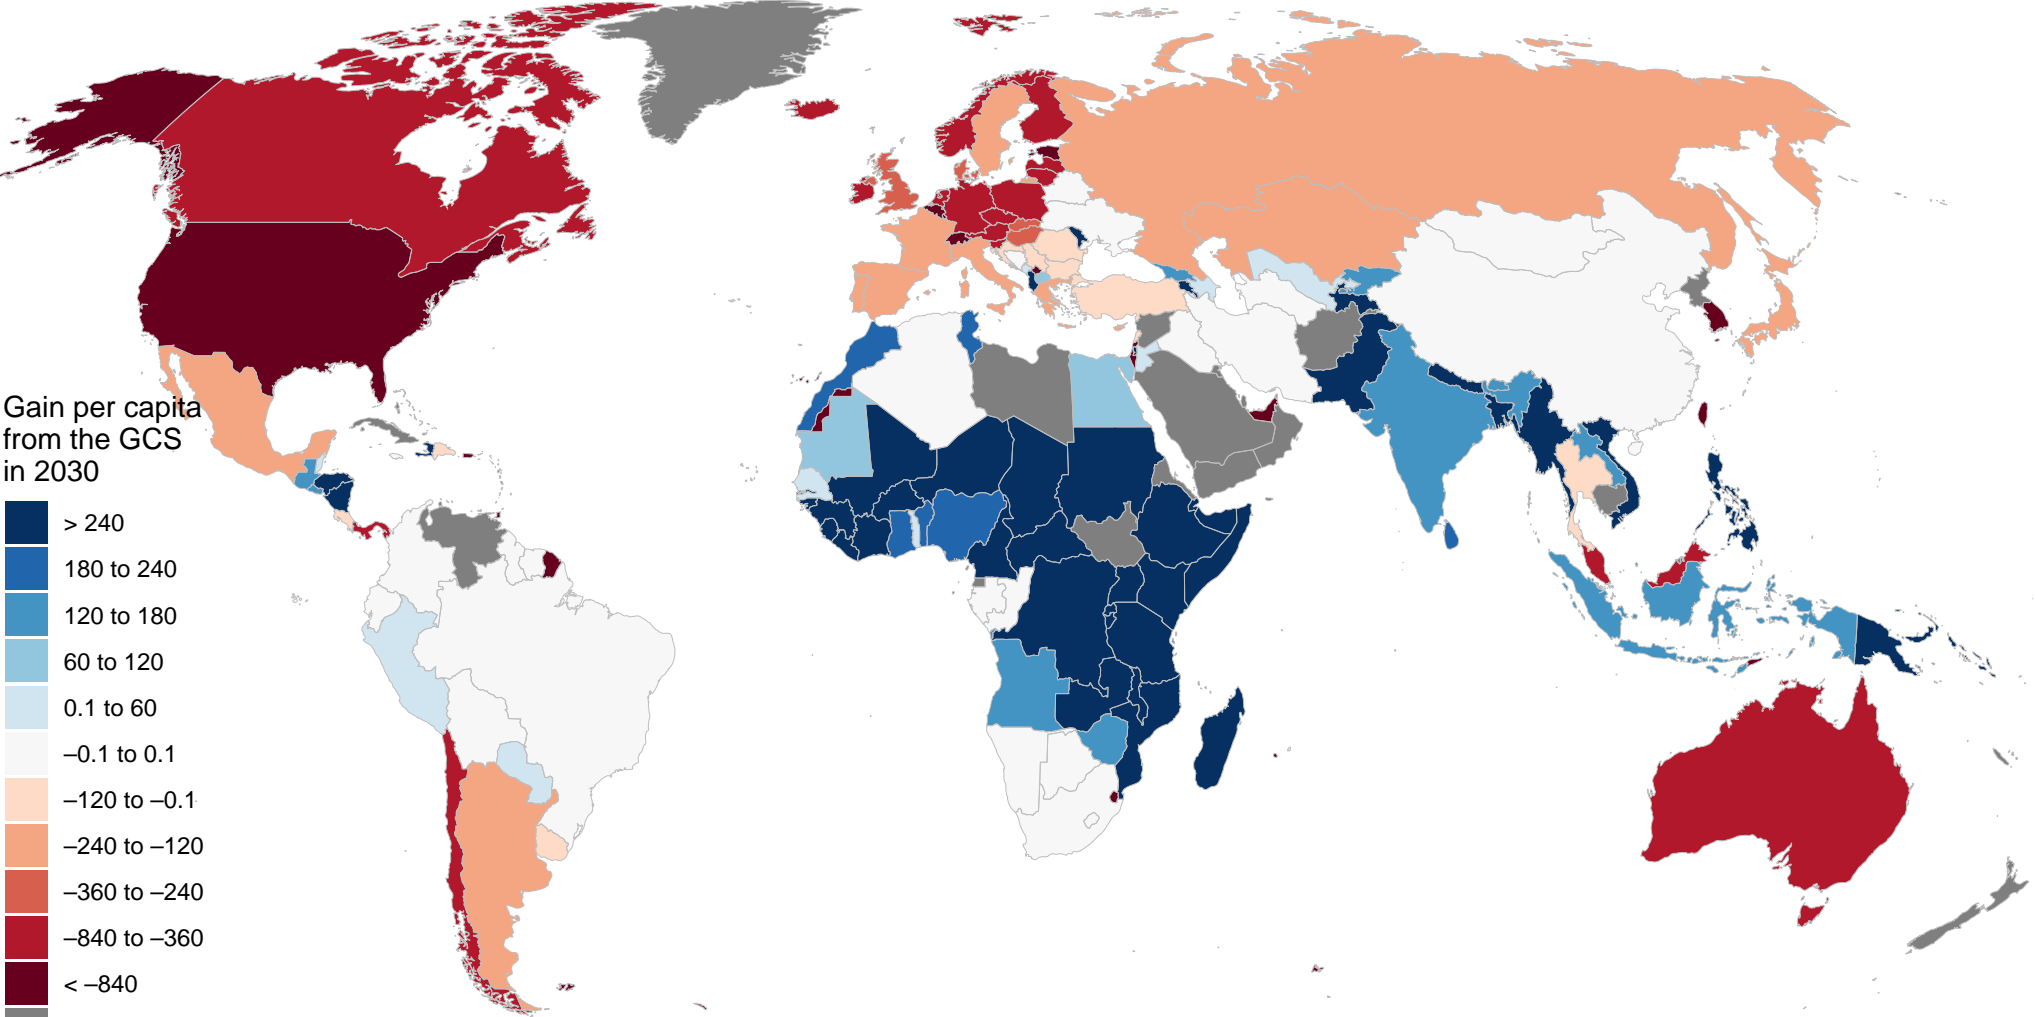 Gain per capita
from the GCS
in 2030
> 240
180 to 240
120 to 180
60 to 120
0.1 to 60
–0.1 to 0.1
–120 to –0.1
–240 to –120
–360 to –240
–840 to –360
< –840